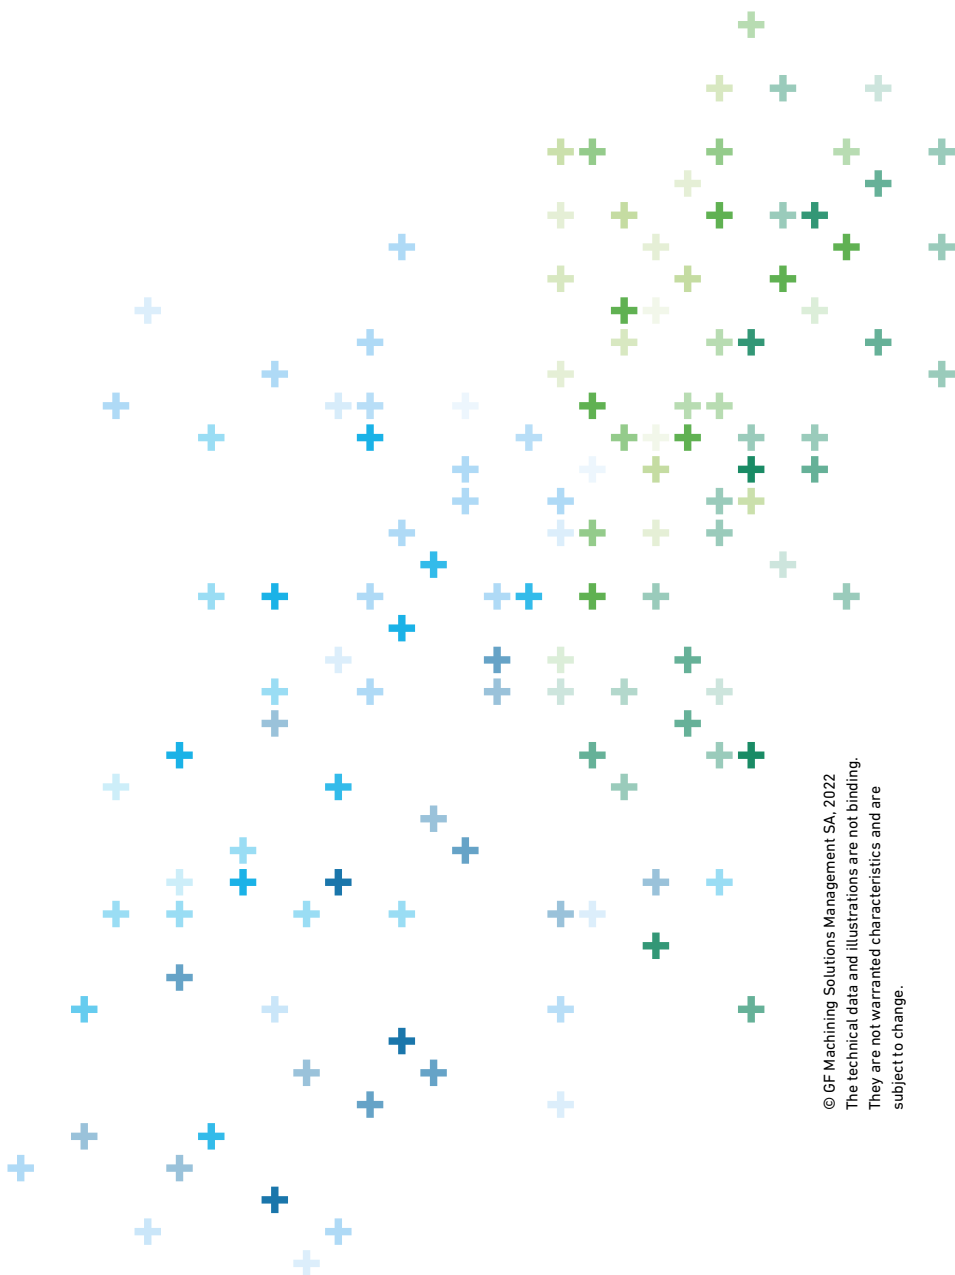 © GF Machining Solutions Management SA, 2022
The technical data and illustrations are not binding.
They are not warranted characteristics and are
subject to change.